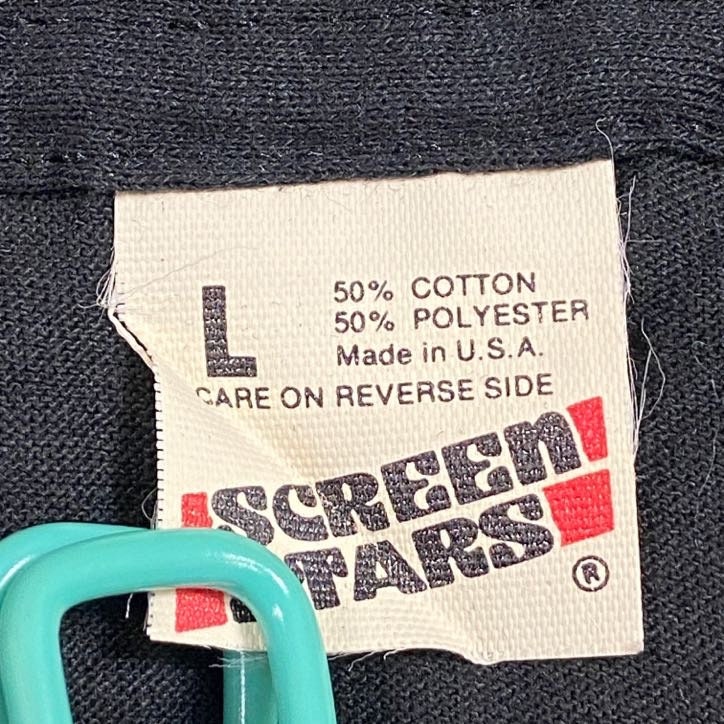 L
50% COTTON
50% POLYESTER
Made in U.S.A.
CARE ON REVERSE SIDE
SCREEN
STARS
®